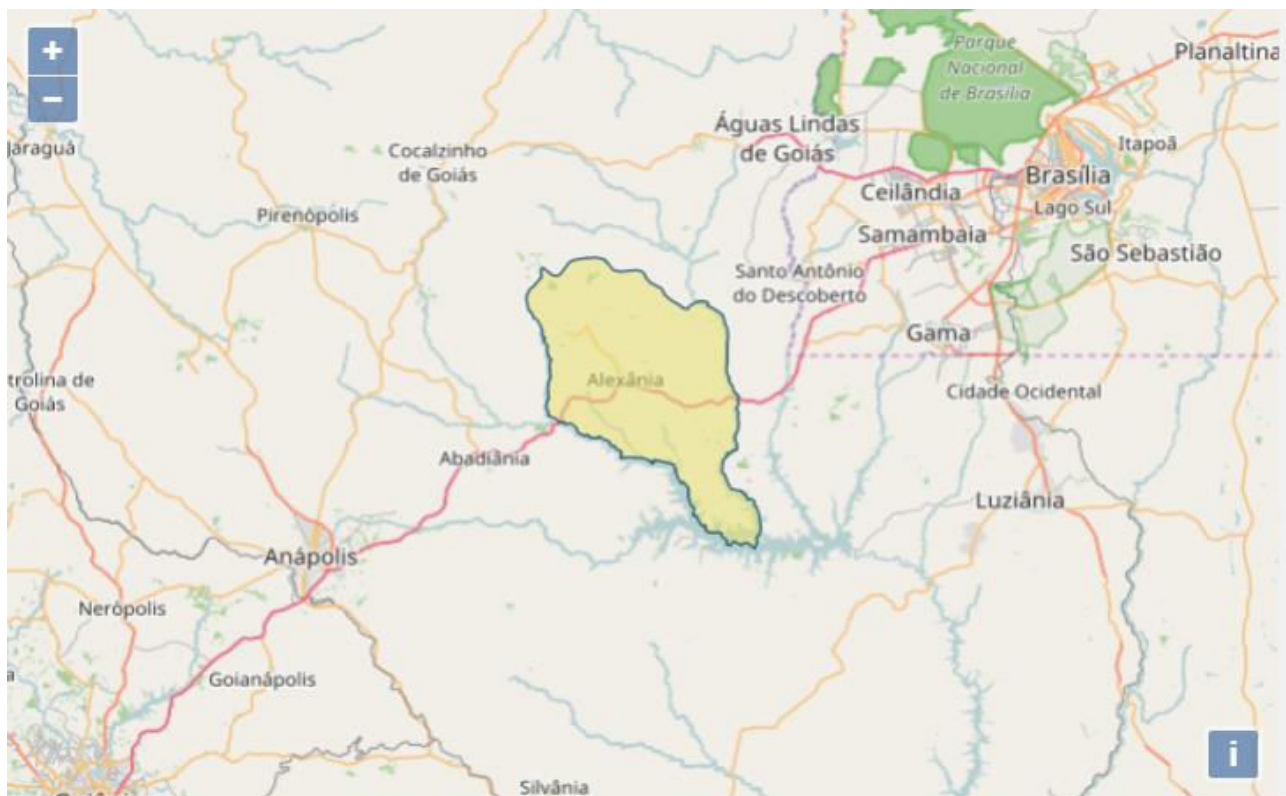 +
−
Parque
Nacional
de Brasília
Planaltina
Jaraguá
Cocalzinho
de Goiás
Águas Lindas
de Goiás
Itapoã
Brasília
Ceilândia
Pirenópolis
Lago Sul
Samambaia
São Sebastião
Santo Antônio
do Descoberto
Gama
trolina de
Goiás
Alexânia
Cidade Ocidental
Abadiânia
Luziânia
Anápolis
Nerópolis
a
Goianápolis
Silvânia
i